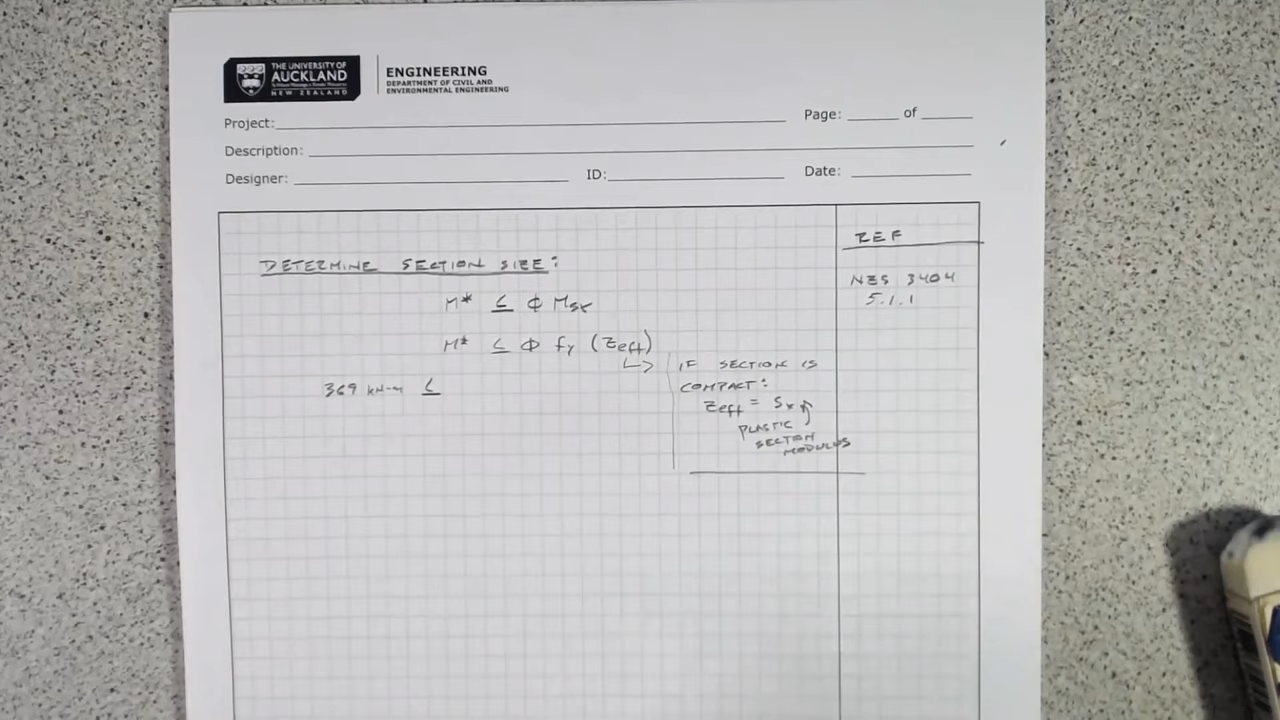 THE UNIVERSITY OF
AUCKLAND
NEW ZEALAND
ENGINEERING
DEPARTMENT OF CIVIL AND
ENVIRONMENTAL ENGINEERING
Project:
Page: of
Description:
Designer: ID: Date:
REF
DETERMINE SECTION SIZE:
NZS 3404
5.1.1
M* ≤ ϕ Msx
M* ≤ ϕ fy (Zeff)
↳ IF SECTION IS
COMPACT:
369 kN-m ≤
Zeff = Sx
PLASTIC
SECTION
MODULUS